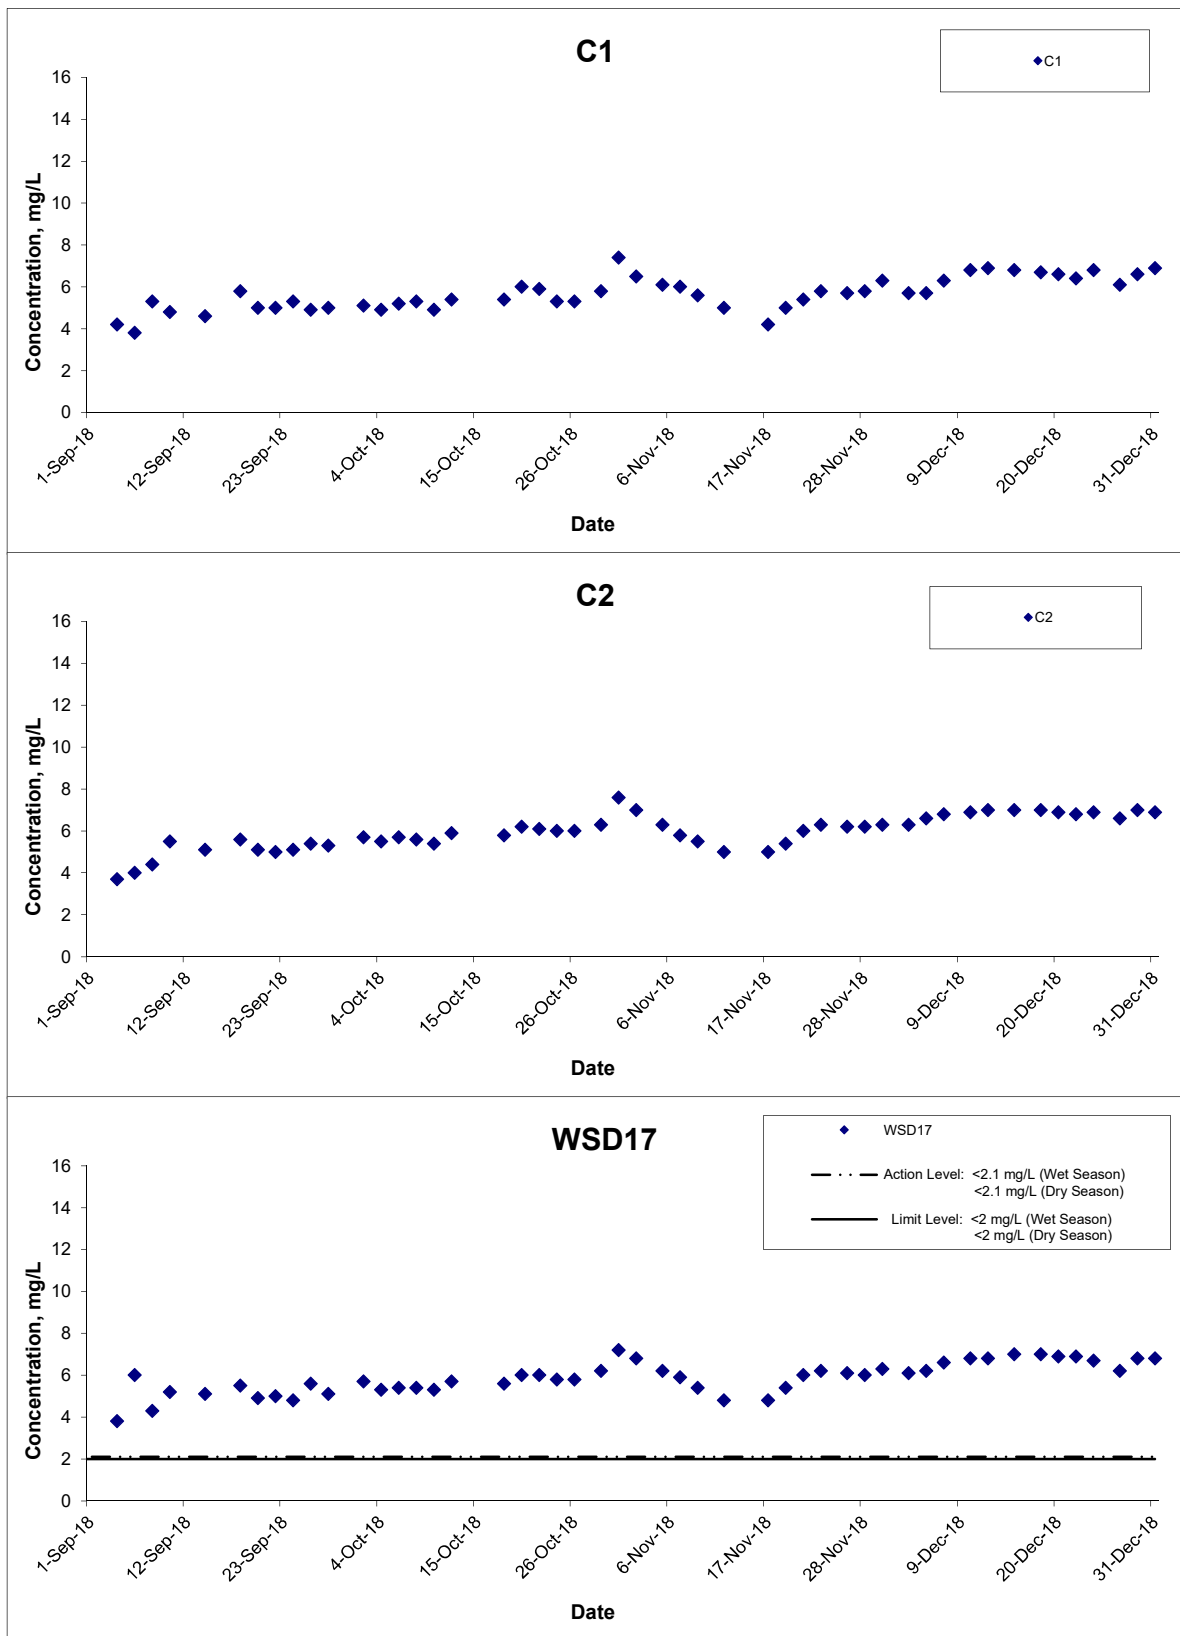 C1
C1
16
14
12
10
8
6
4
2
0
Concentration, mg/L
1-Sep-18
12-Sep-18
23-Sep-18
4-Oct-18
15-Oct-18
26-Oct-18
6-Nov-18
17-Nov-18
28-Nov-18
9-Dec-18
20-Dec-18
31-Dec-18
Date
C2
C2
16
14
12
10
8
6
4
2
0
Concentration, mg/L
1-Sep-18
12-Sep-18
23-Sep-18
4-Oct-18
15-Oct-18
26-Oct-18
6-Nov-18
17-Nov-18
28-Nov-18
9-Dec-18
20-Dec-18
31-Dec-18
Date
WSD17
WSD17
Action Level: <2.1 mg/L (Wet Season)
<2.1 mg/L (Dry Season)
Limit Level: <2 mg/L (Wet Season)
<2 mg/L (Dry Season)
16
14
12
10
8
6
4
2
0
Concentration, mg/L
1-Sep-18
12-Sep-18
23-Sep-18
4-Oct-18
15-Oct-18
26-Oct-18
6-Nov-18
17-Nov-18
28-Nov-18
9-Dec-18
20-Dec-18
31-Dec-18
Date